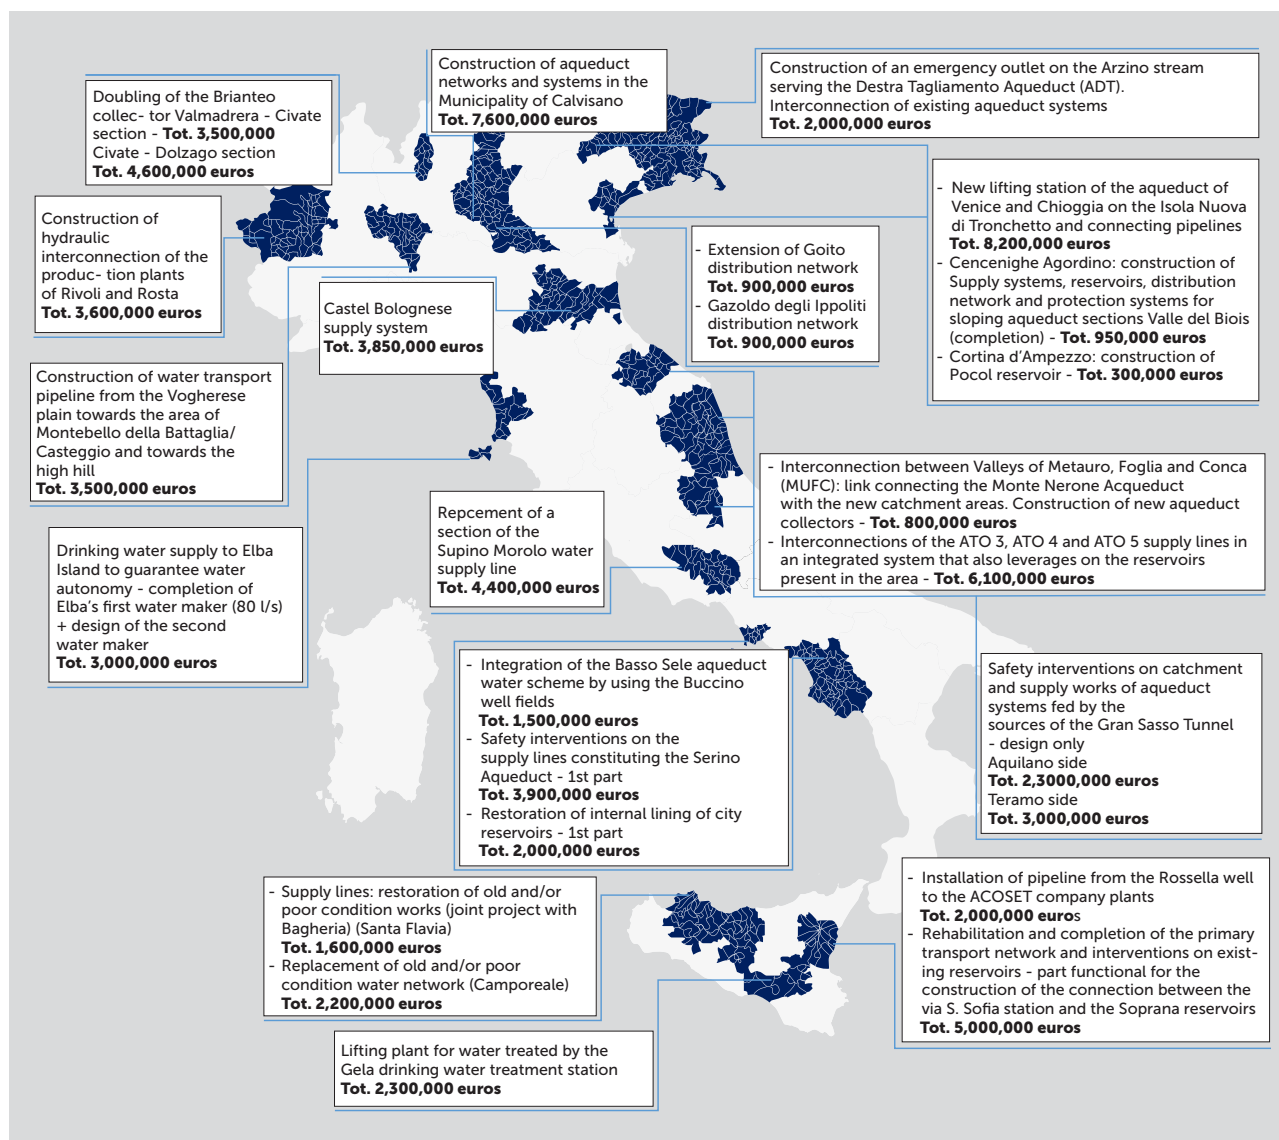 Construction of aqueduct
networks and systems in the
Municipality of Calvisano
Tot. 7,600,000 euros
Construction of an emergency outlet on the Arzino stream
serving the Destra Tagliamento Aqueduct (ADT).
Interconnection of existing aqueduct systems
Tot. 2,000,000 euros
Doubling of the Brianteo
collec- tor Valmadrera - Civate
section - Tot. 3,500,000
Civate - Dolzago section
Tot. 4,600,000 euros
- New lifting station of the aqueduct of
Venice and Chioggia on the Isola Nuova
di Tronchetto and connecting pipelines
Tot. 8,200,000 euros
- Cencenighe Agordino: construction of
Supply systems, reservoirs, distribution
network and protection systems for
sloping aqueduct sections Valle del Biois
(completion) - Tot. 950,000 euros
- Cortina d’Ampezzo: construction of
Pocol reservoir - Tot. 300,000 euros
Construction of
hydraulic
interconnection of the
produc- tion plants
of Rivoli and Rosta
Tot. 3,600,000 euros
- Extension of Goito
distribution network
Tot. 900,000 euros
- Gazoldo degli Ippoliti
distribution network
Tot. 900,000 euros
Castel Bolognese
supply system
Tot. 3,850,000 euros
Construction of water transport
pipeline from the Vogherese
plain towards the area of
Montebello della Battaglia/
Casteggio and towards the
high hill
Tot. 3,500,000 euros
- Interconnection between Valleys of Metauro, Foglia and Conca
(MUFC): link connecting the Monte Nerone Acqueduct
with the new catchment areas. Construction of new aqueduct
collectors - Tot. 800,000 euros
- Interconnections of the ATO 3, ATO 4 and ATO 5 supply lines in
an integrated system that also leverages on the reservoirs
present in the area - Tot. 6,100,000 euros
Repcement of a
section of the
Supino Morolo water
supply line
Tot. 4,400,000 euros
Drinking water supply to Elba
Island to guarantee water
autonomy - completion of
Elba’s first water maker (80 l/s)
+ design of the second
water maker
Tot. 3,000,000 euros
- Integration of the Basso Sele aqueduct
water scheme by using the Buccino
well fields
Tot. 1,500,000 euros
- Safety interventions on the
supply lines constituting the Serino
Aqueduct - 1st part
Tot. 3,900,000 euros
- Restoration of internal lining of city
reservoirs - 1st part
Tot. 2,000,000 euros
Safety interventions on catchment
and supply works of aqueduct
systems fed by the
sources of the Gran Sasso Tunnel
- design only
Aquilano side
Tot. 2,3000,000 euros
Teramo side
Tot. 3,000,000 euros
- Supply lines: restoration of old and/or
poor condition works (joint project with
Bagheria) (Santa Flavia)
Tot. 1,600,000 euros
- Replacement of old and/or poor
condition water network (Camporeale)
Tot. 2,200,000 euros
- Installation of pipeline from the Rossella well
to the ACOSET company plants
Tot. 2,000,000 euros
- Rehabilitation and completion of the primary
transport network and interventions on exist-
ing reservoirs - part functional for the
construction of the connection between the
via S. Sofia station and the Soprana reservoirs
Tot. 5,000,000 euros
Lifting plant for water treated by the
Gela drinking water treatment station
Tot. 2,300,000 euros